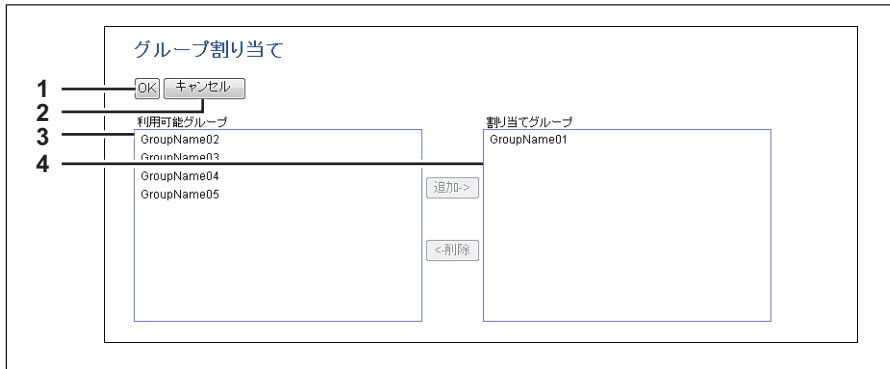 グループ割り当て
1
OK キャンセル
2
利用可能グループ 割り当てグループ
3
GroupName02 GroupName01
GroupName03
4
GroupName04
追加->
GroupName05
<-削除